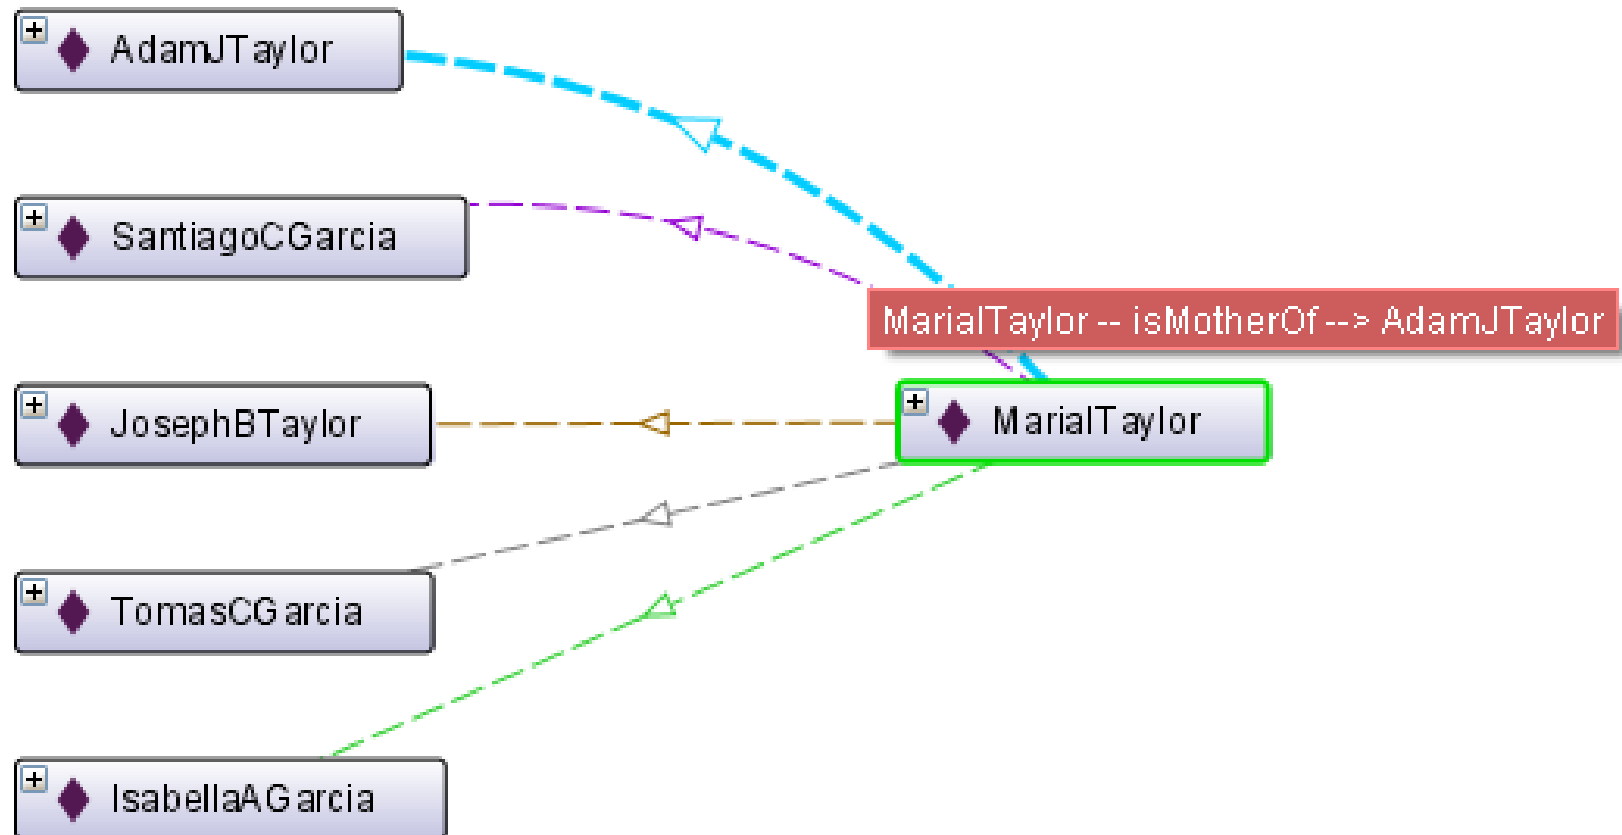 AdamJTaylor
SantiagoCGarcia
MariaITaylor -- isMotherOf --> AdamJTaylor
JosephBTaylor
MariaITaylor
TomasCGarcia
IsabellaAGarcia